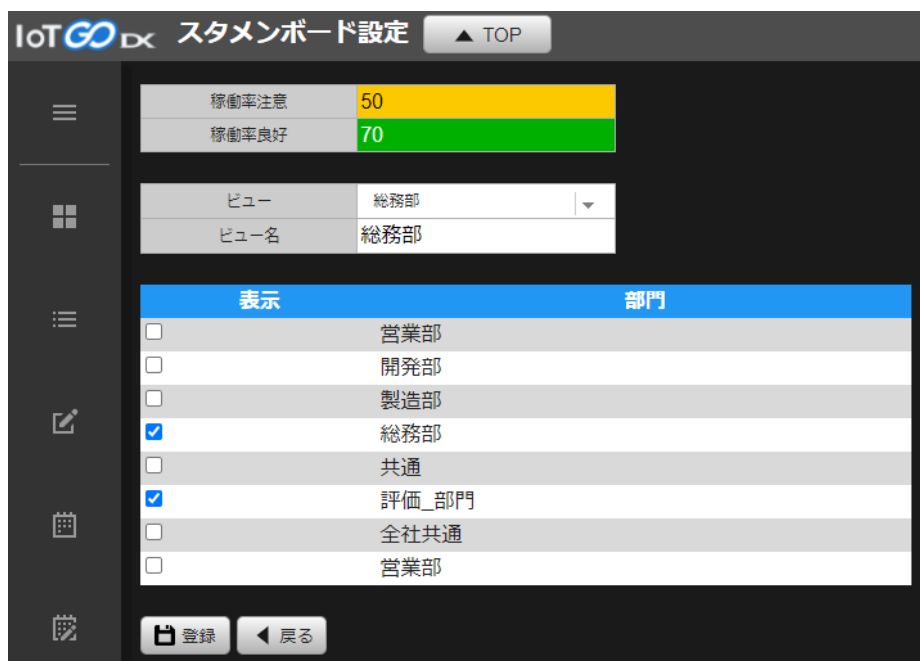 IoT GO DX スタメンボード設定 ▲ TOP
稼働率注意 50
稼働率良好 70
ビュー 総務部
ビュー名 総務部
表示 部門
営業部
開発部
製造部
総務部
共通
評価_部門
全社共通
営業部
登録 戻る